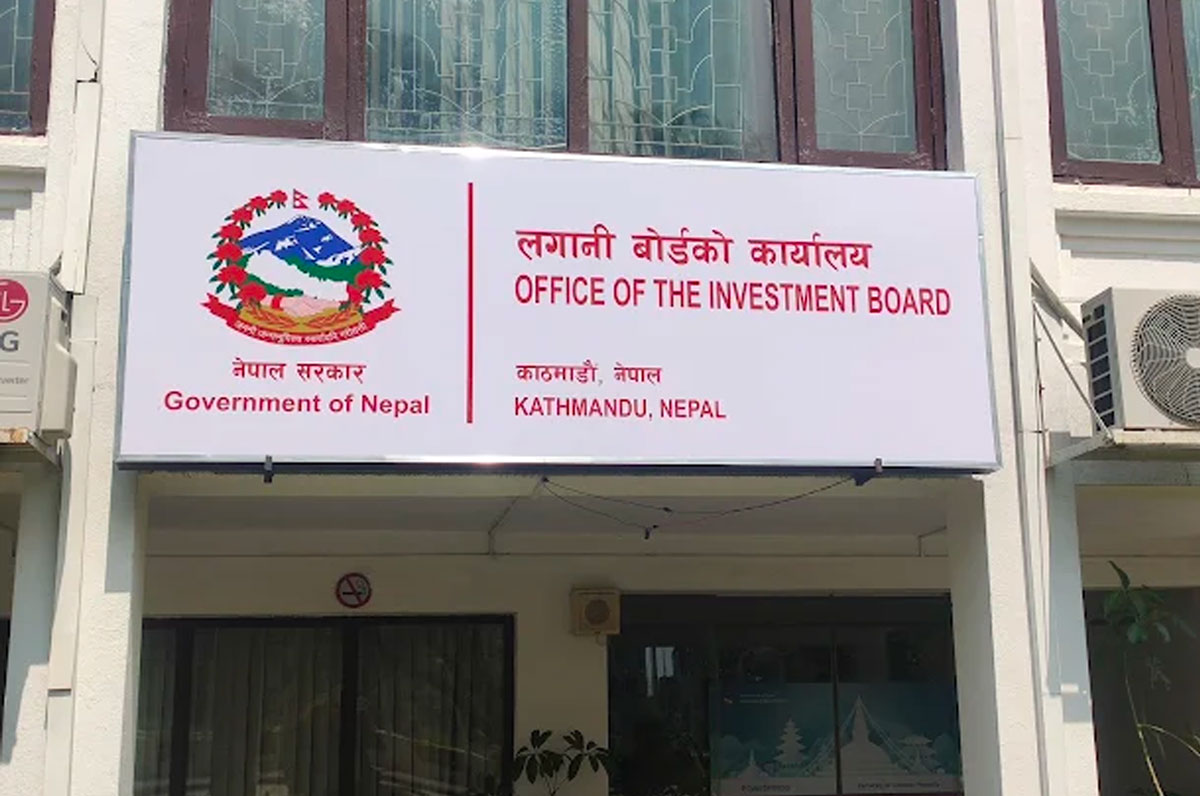 नेपाल सरकार
Government of Nepal
लगानी बोर्डको कार्यालय
OFFICE OF THE INVESTMENT BOARD
काठमाडौं, नेपाल
KATHMANDU, NEPAL
LG